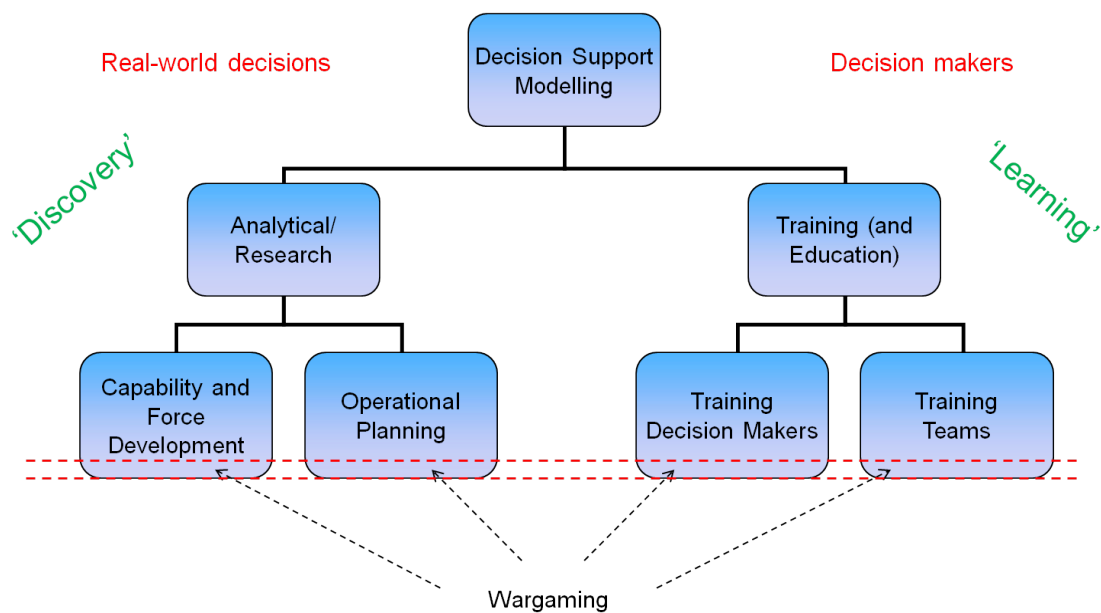 Decision Support
Modelling
Real-world decisions
Decision makers
‘Discovery’
‘Learning’
Analytical/
Research
Training (and
Education)
Capability and
Force
Development
Operational
Planning
Training
Decision Makers
Training
Teams
Wargaming